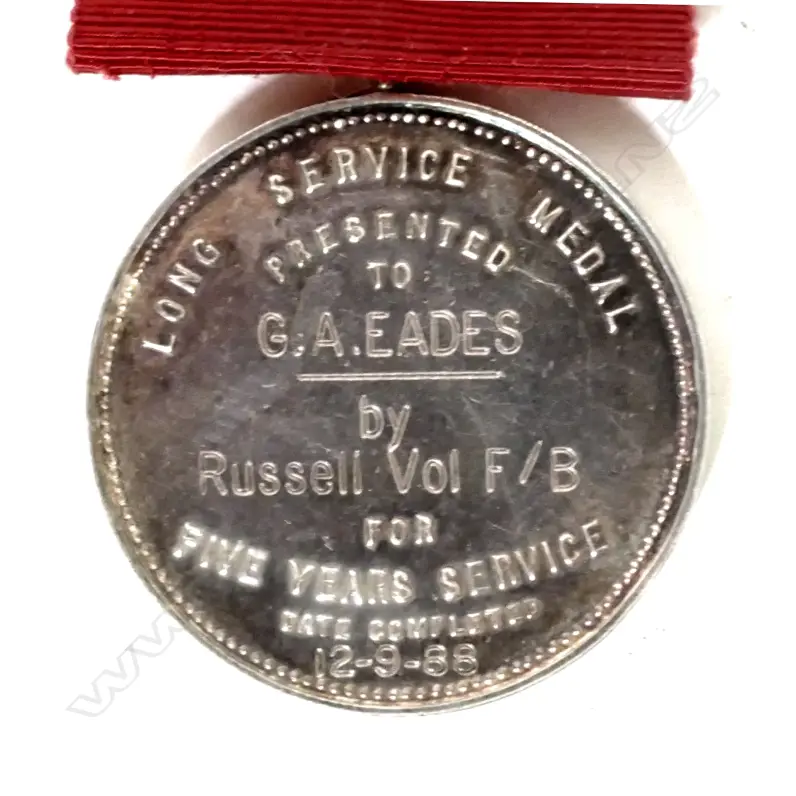 LONG SERVICE MEDAL
PRESENTED
TO
G.A.EADES
by
Russell Vol F/B
FOR
FIVE YEARS SERVICE
DATE COMPLETED
12-9-88